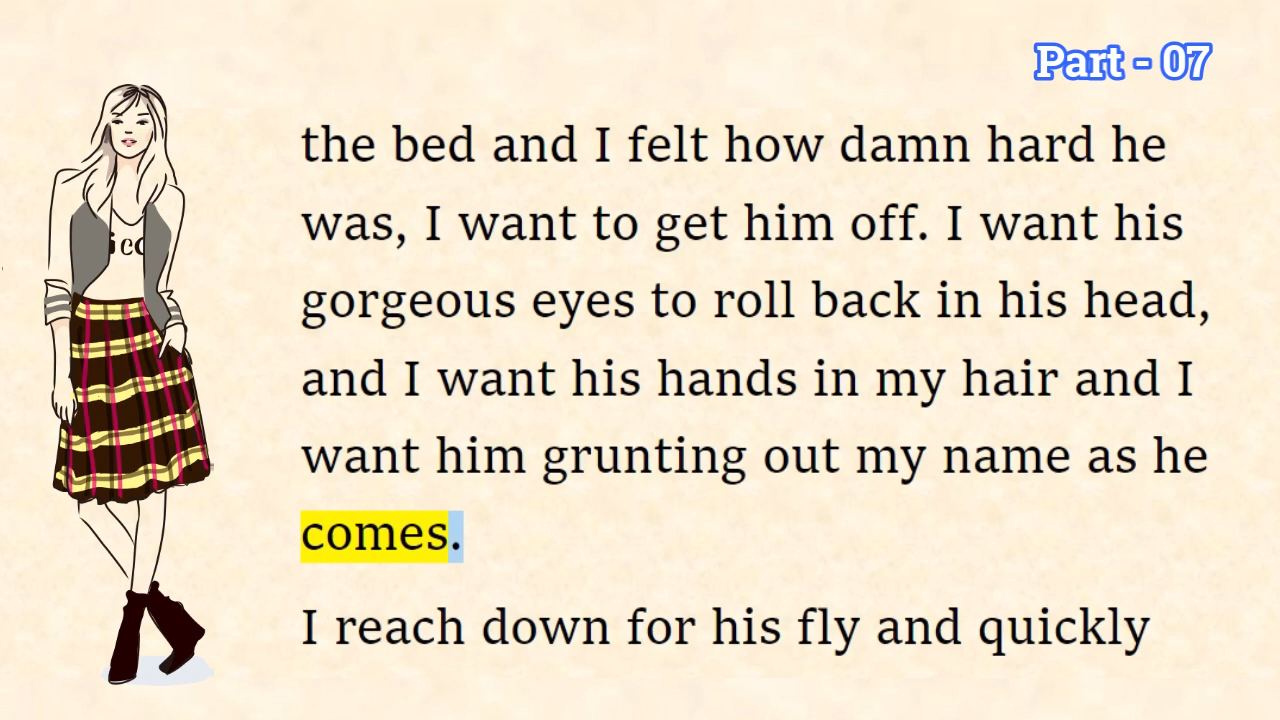 Part - 07
the bed and I felt how damn hard he
was, I want to get him off. I want his
gorgeous eyes to roll back in his head,
and I want his hands in my hair and I
want him grunting out my name as he
comes.
I reach down for his fly and quickly